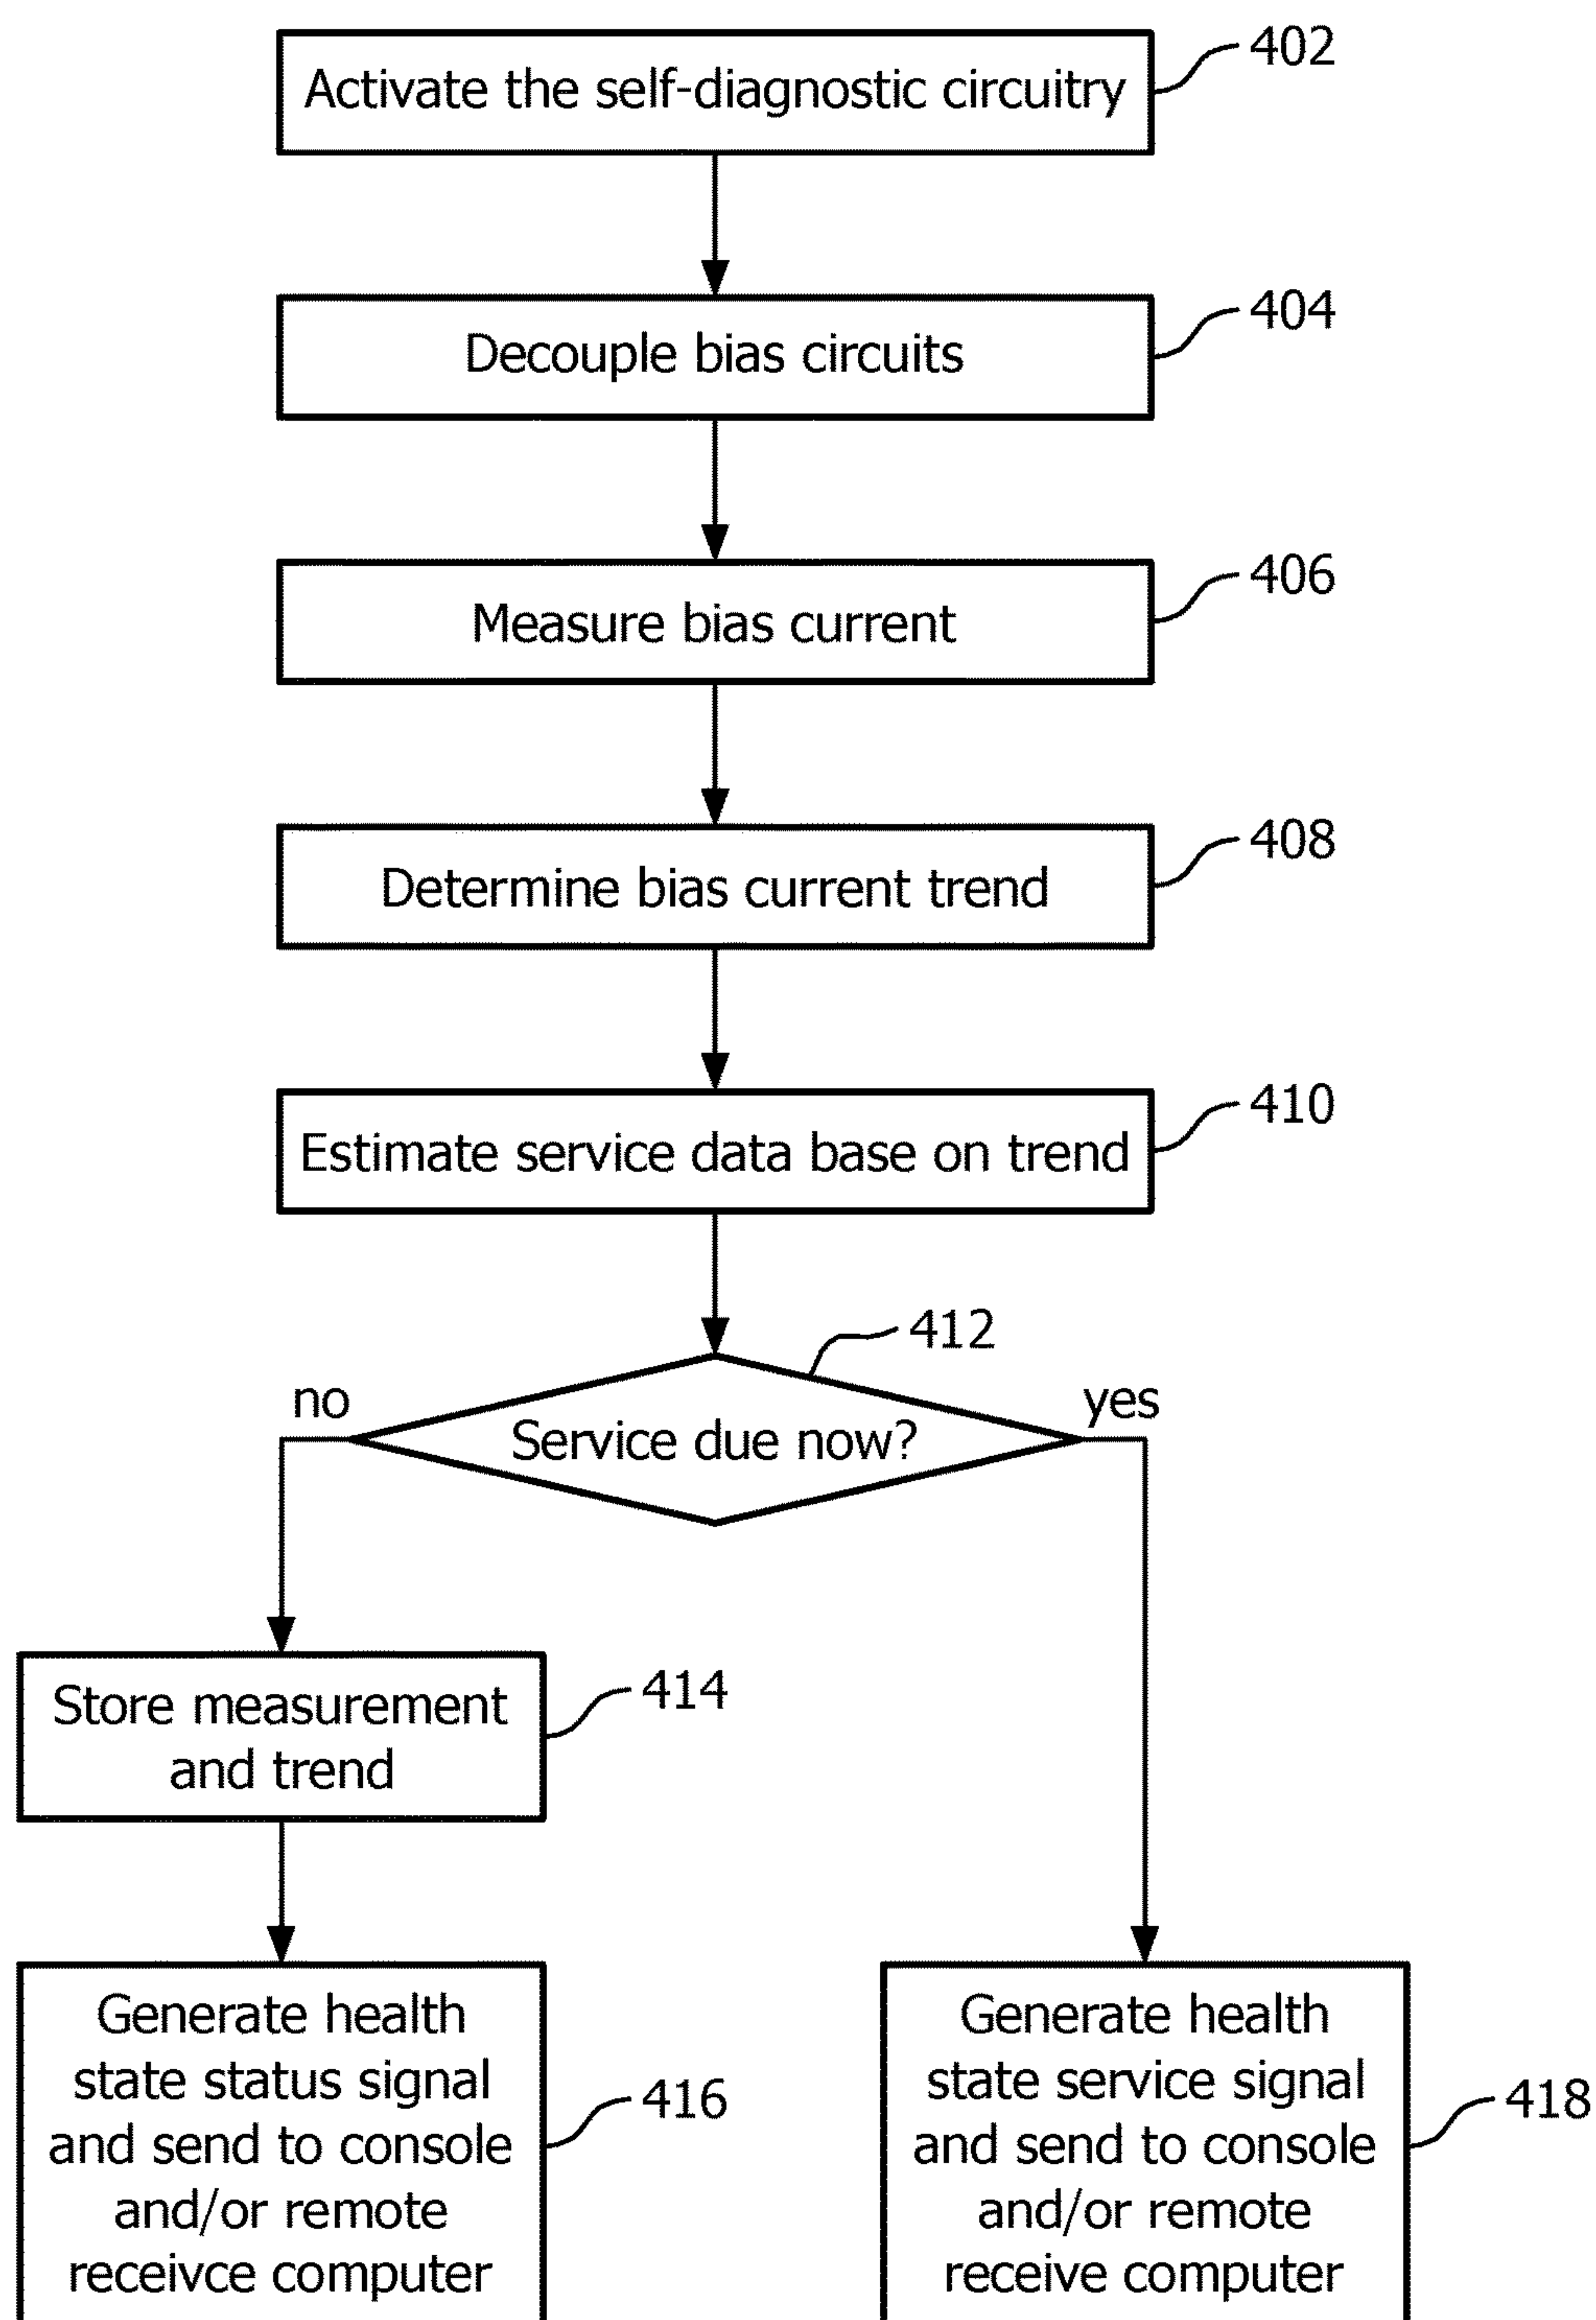 Activate the self-diagnostic circuitry
402
Decouple bias circuits
404
Measure bias current
406
Determine bias current trend
408
Estimate service data base on trend
410
412
no
yes
Service due now?
Store measurement
and trend
414
Generate health
state status signal
and send to console
and/or remote
receivce computer
416
Generate health
state service signal
and send to console
and/or remote
receive computer
418